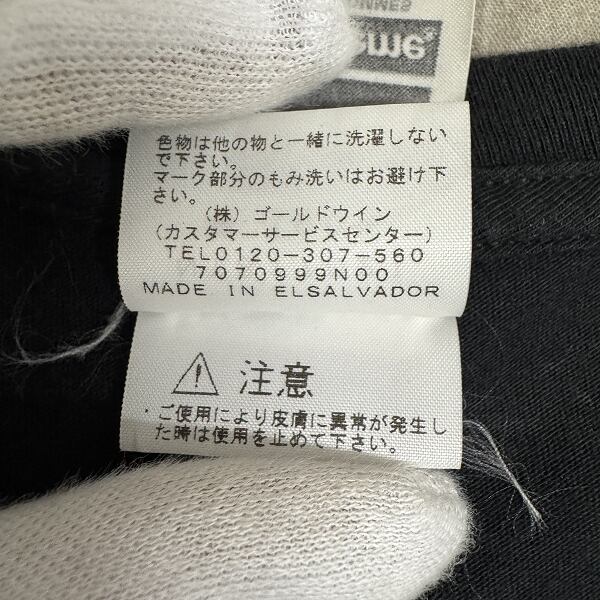 eme®
色物は他の物と一緒に洗濯しない
で下さい。
マーク部分のもみ洗いはお避け下
さい。
(株) ゴールドウイン
(カスタマーサービスセンター)
TEL0120-307-560
7070999N00
MADE IN ELSALVADOR
注意
・ご使用により皮膚に異常が発生し
た時は使用を止めて下さい。